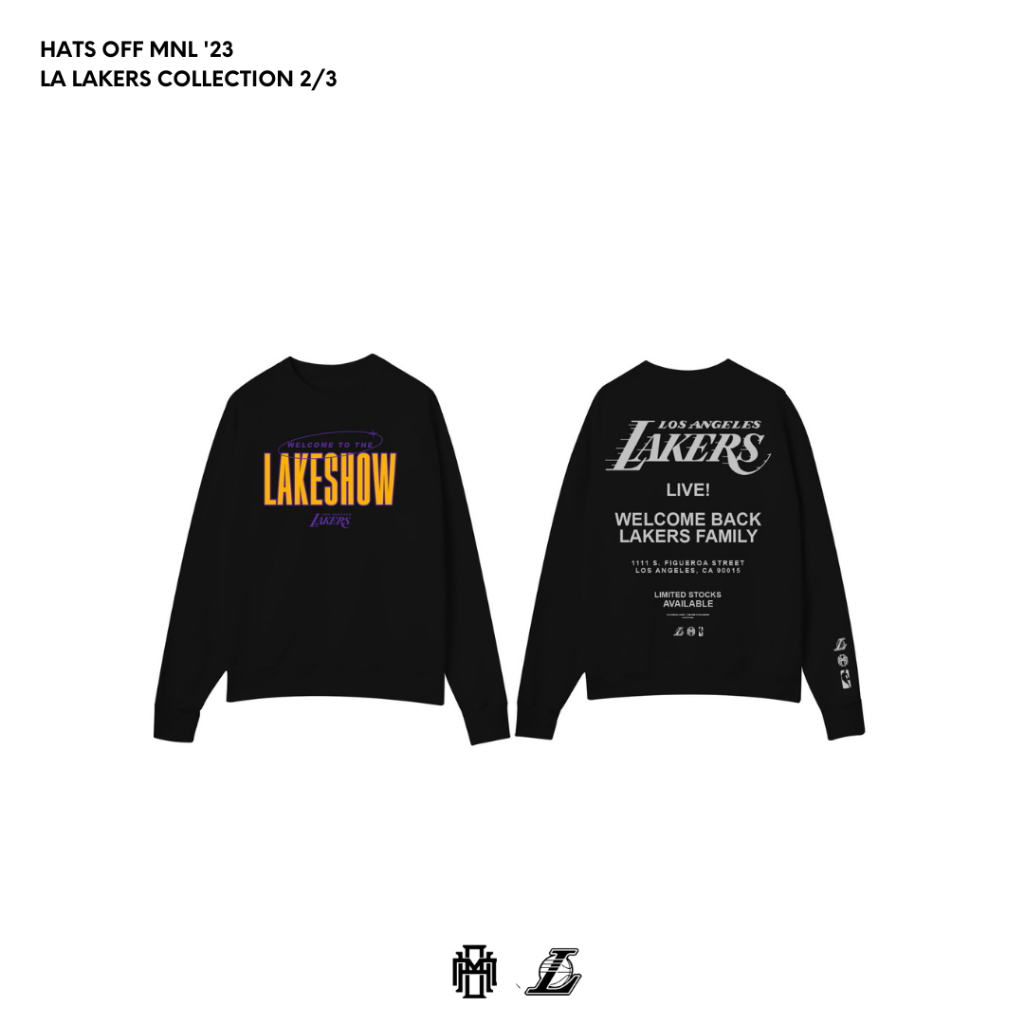 HATS OFF MNL '23
LA LAKERS COLLECTION 2/3
WELCOME TO THE
LAKESHOW
LOS ANGELES
LAKERS
LOS ANGELES
LAKERS
LIVE!
WELCOME BACK
LAKERS FAMILY
1111 S. FIGUEROA STREET
LOS ANGELES, CA 90015
LIMITED STOCKS
AVAILABLE
L